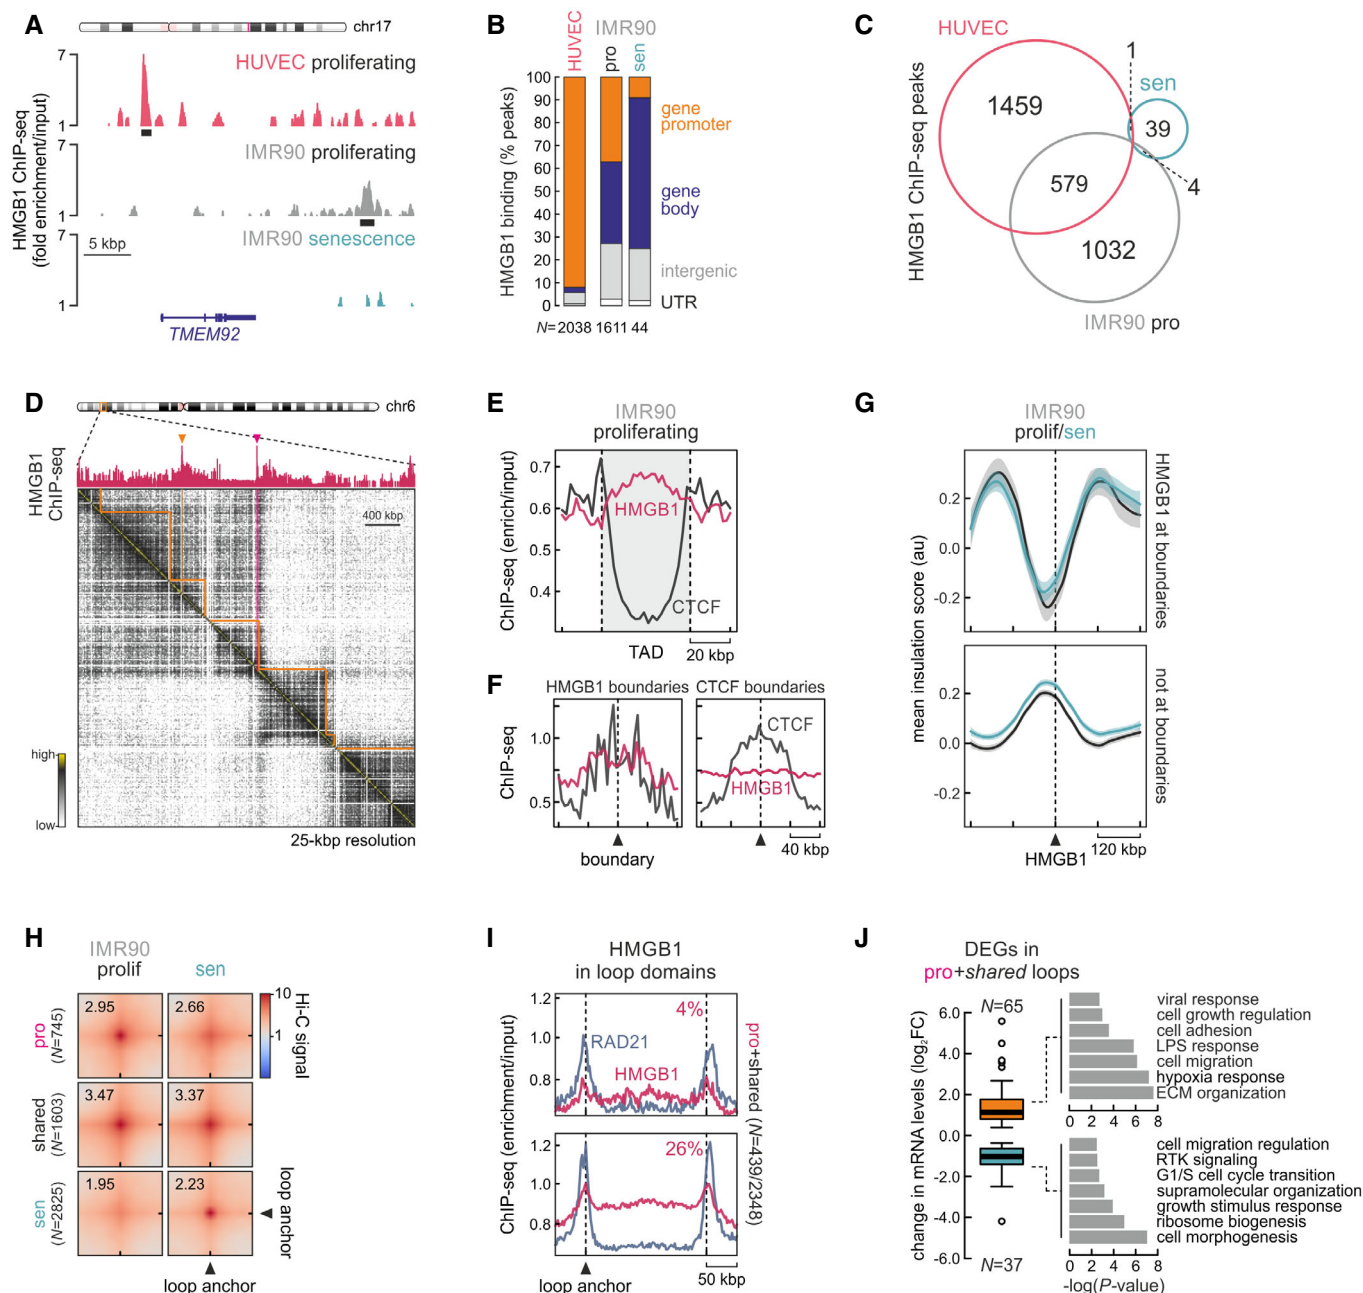 A
chr17
7
HUVEC proliferating
1
7
IMR90 proliferating
1
7
IMR90 senescence
5 kbp
1
HMGB1 ChIP-seq
(fold enrichment/input)
TMEM92
B
IMR90
HUVEC
pro
sen
100
90
80
70
60
50
40
30
20
10
0
HMGB1 binding (% peaks)
gene
promoter
gene
body
intergenic
UTR
N= 2038 1611 44
C
HUVEC
1
sen
1459
39
579
4
1032
IMR90 pro
HMGB1 ChIP-seq peaks
D
chr6
HMGB1
ChIP-seq
400 kbp
high
low
25-kbp resolution
E
IMR90
proliferating
0.7
0.6
0.5
0.4
ChIP-seq (enrich/input)
HMGB1
CTCF
TAD
20 kbp
F
HMGB1 boundaries
CTCF boundaries
1.0
0.5
ChIP-seq
CTCF
HMGB1
boundary
40 kbp
G
IMR90
prolif/sen
0.2
0.0
-0.2
0.2
0.0
-0.2
mean insulation score (au)
HMGB1 at boundaries
not at boundaries
HMGB1
120 kbp
H
IMR90
prolif
sen
pro
(N=745)
2.95
2.66
shared
(N=1603)
3.47
3.37
sen
(N=2825)
1.95
2.23
10
1
Hi-C signal
loop anchor
loop anchor
I
HMGB1
in loop domains
1.2
1.0
0.8
4%
RAD21
HMGB1
1.2
1.0
0.8
26%
ChIP-seq (enrichment/input)
pro+shared (N=439/2348)
loop anchor
50 kbp
J
DEGs in
pro+shared loops
N=65
6.0
4.0
2.0
0.0
-2.0
-4.0
-6.0
change in mRNA levels (log2FC)
N=37
viral response
cell growth regulation
cell adhesion
LPS response
cell migration
hypoxia response
ECM organization
0 2 4 6 8
cell migration regulation
RTK signaling
G1/S cell cycle transition
supramolecular organization
growth stimulus response
ribosome biogenesis
cell morphogenesis
0 2 4 6 8
-log(P-value)